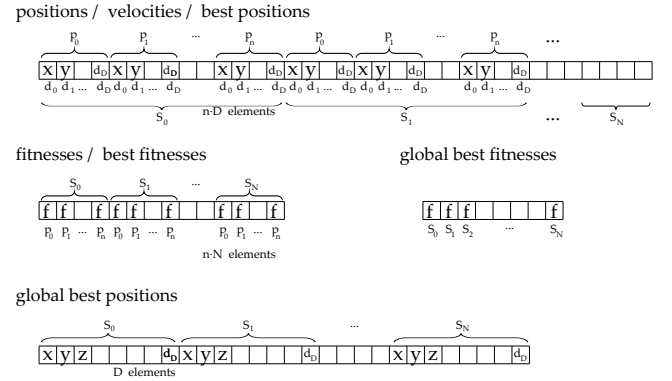 positions / velocities / best positions
p0 p1 ... pn p0 p1 ... pn ...
x y dD x y dD x y dD x y dD x y dD x y dD
d0 d1 ... dD d0 d1 ... dD d0 d1 ... dD d0 d1 ... dD d0 d1 ... dD d0 d1 ... dD
S0 n·D elements S1 ... SN
fitnesses / best fitnesses global best fitnesses
S0 S1 ... SN
f f f f f f f f f f f f f
p0 p1 ... pn p0 p1 ... pn p0 p1 ... pn S0 S1 S2 ... SN
n·N elements
global best positions
S0 S1 ... SN
x y z dD x y z dD x y z dD
D elements